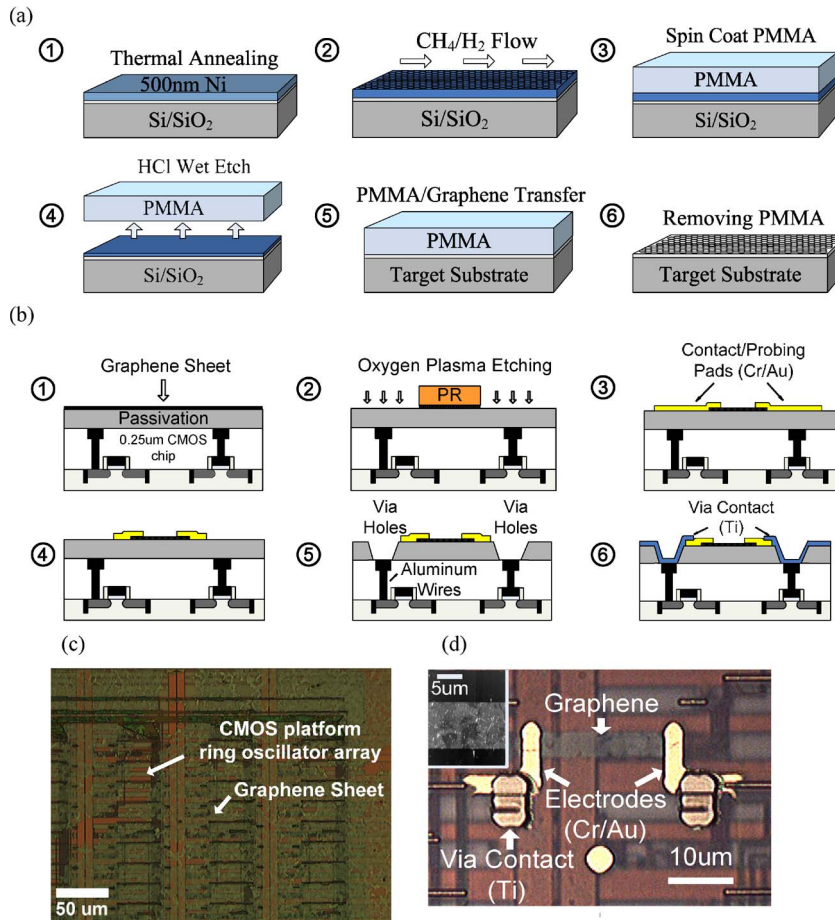 (a)
① Thermal Annealing
500nm Ni
Si/SiO₂
② CH₄/H₂ Flow
Si/SiO₂
③ Spin Coat PMMA
PMMA
Si/SiO₂
④ HCl Wet Etch
PMMA
Si/SiO₂
⑤ PMMA/Graphene Transfer
PMMA
Target Substrate
⑥ Removing PMMA
Target Substrate
(b)
① Graphene Sheet
Passivation
0.25um CMOS
chip
② Oxygen Plasma Etching
PR
③ Contact/Probing
Pads (Cr/Au)
④
⑤ Via
Holes
Via
Holes
Aluminum
Wires
⑥ Via Contact
(Ti)
(c)
CMOS platform
ring oscillator array
Graphene Sheet
50 um
(d)
5um
Graphene
Electrodes
(Cr/Au)
Via Contact
(Ti)
10um